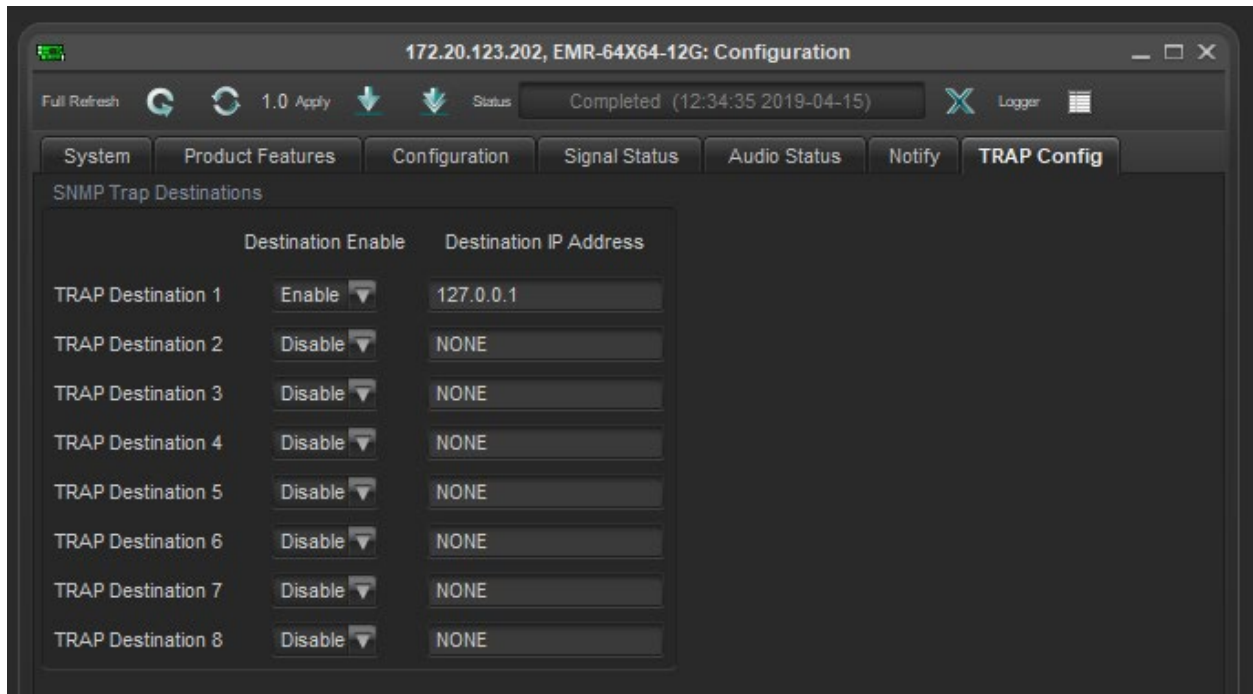 172.20.123.202, EMR-64X64-12G: Configuration
Full Refresh 1.0 Apply Status Completed (12:34:35 2019-04-15) Logger
System Product Features Configuration Signal Status Audio Status Notify TRAP Config
SNMP Trap Destinations
Destination Enable Destination IP Address
TRAP Destination 1 Enable 127.0.0.1
TRAP Destination 2 Disable NONE
TRAP Destination 3 Disable NONE
TRAP Destination 4 Disable NONE
TRAP Destination 5 Disable NONE
TRAP Destination 6 Disable NONE
TRAP Destination 7 Disable NONE
TRAP Destination 8 Disable NONE